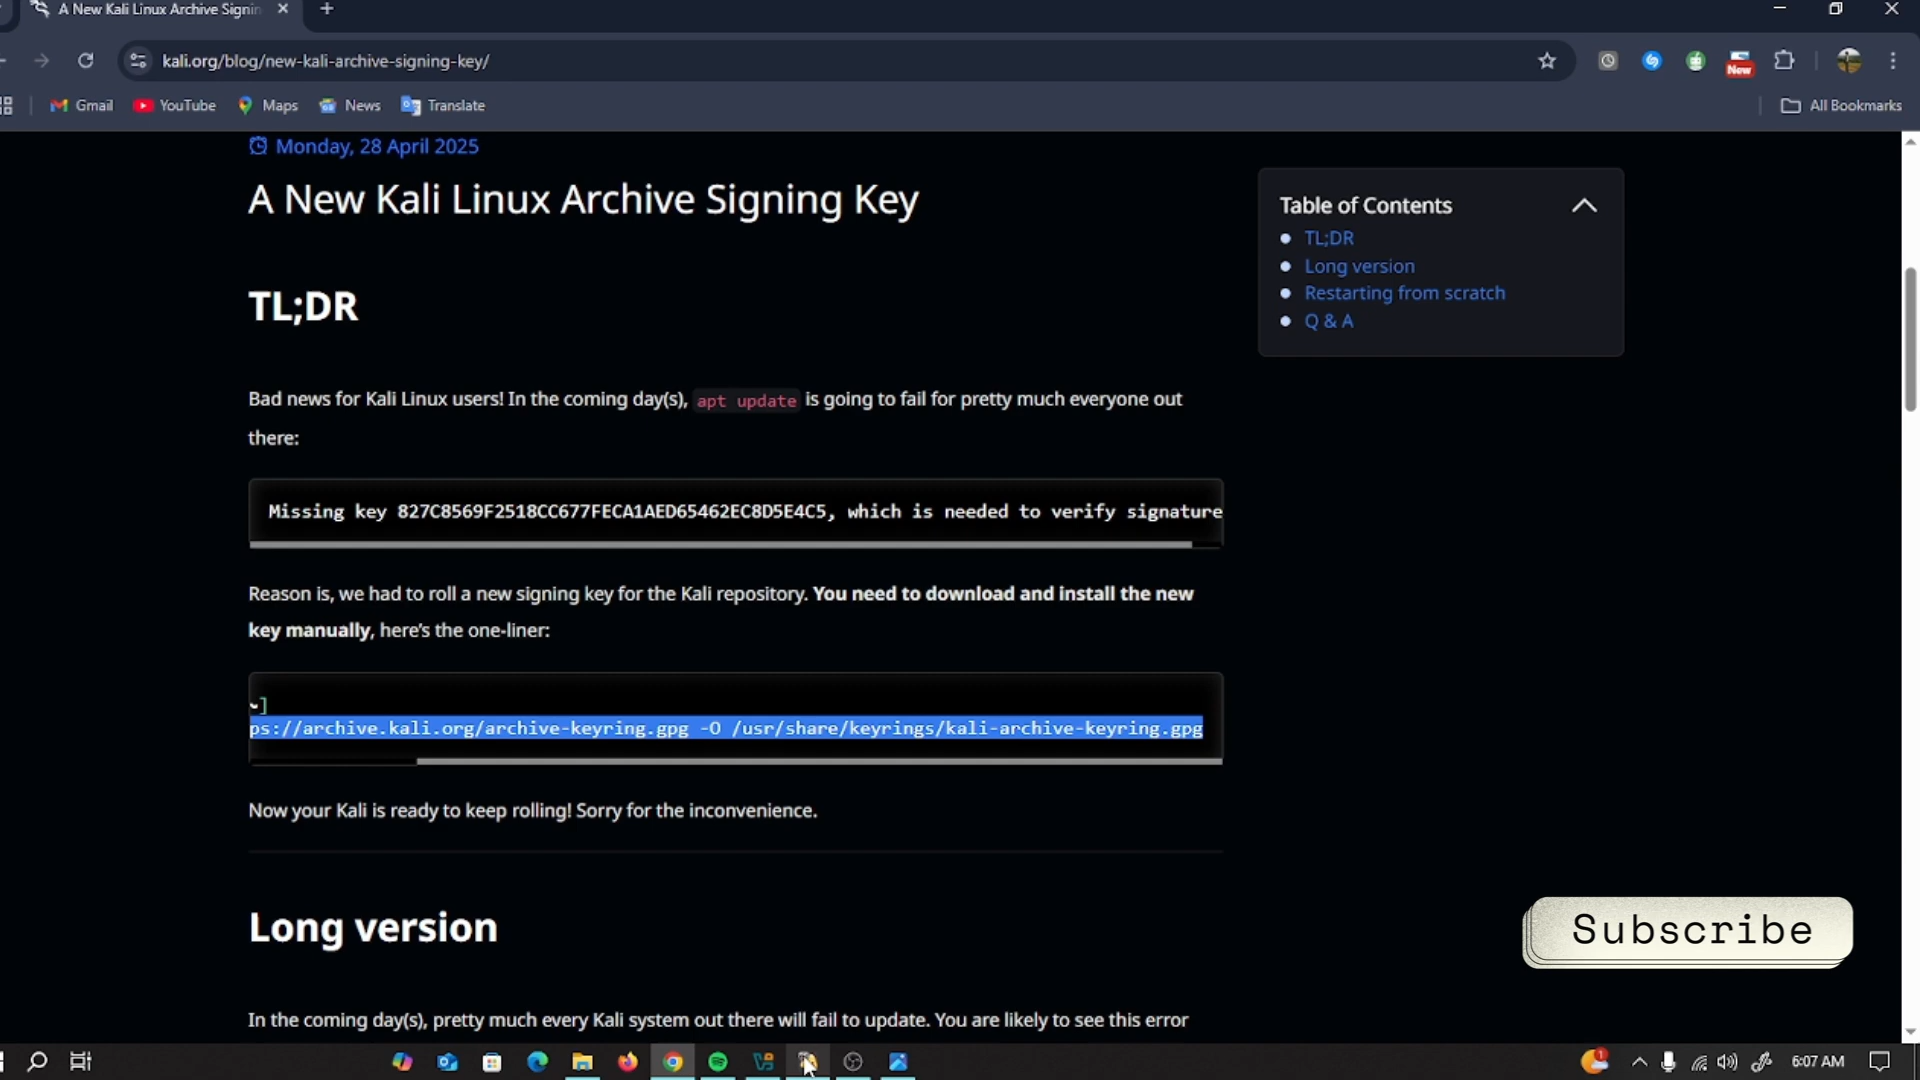 A New Kali Linux Archive Signin
kali.org/blog/new-kali-archive-signing-key/
New
Gmail
YouTube
Maps
News
Translate
All Bookmarks
Monday, 28 April 2025
A New Kali Linux Archive Signing Key
TL;DR
Bad news for Kali Linux users! In the coming day(s), apt update is going to fail for pretty much everyone out
there:
Missing key 827C8569F2518CC677FECA1AED65462EC8D5E4C5, which is needed to verify signature
Reason is, we had to roll a new signing key for the Kali repository. You need to download and install the new
key manually, here's the one-liner:
~]
ps://archive.kali.org/archive-keyring.gpg -O /usr/share/keyrings/kali-archive-keyring.gpg
Now your Kali is ready to keep rolling! Sorry for the inconvenience.
Long version
In the coming day(s), pretty much every Kali system out there will fail to update. You are likely to see this error
Table of Contents
TL;DR
Long version
Restarting from scratch
Q & A
Subscribe
1
6:07 AM